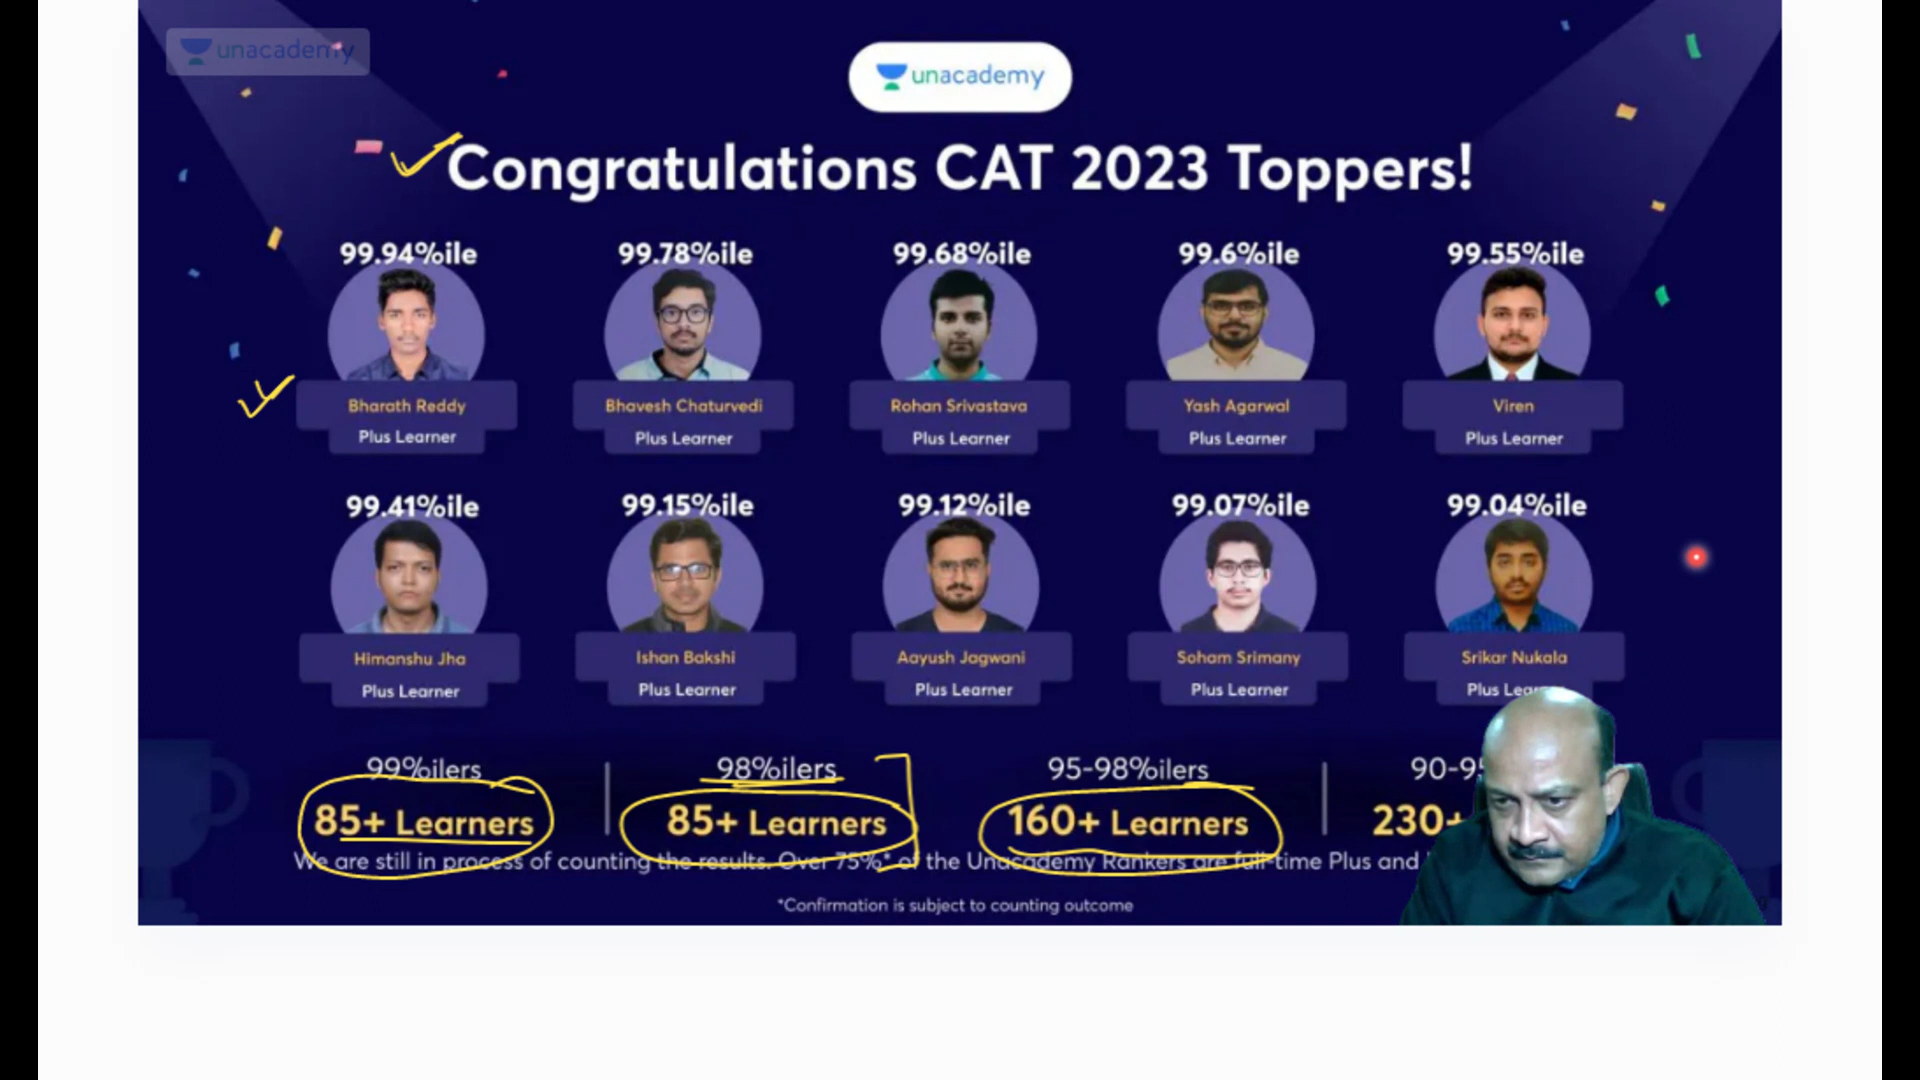 unacademy
unacademy
Congratulations CAT 2023 Toppers!
99.94%ile 99.78%ile 99.68%ile 99.6%ile 99.55%ile
Bharath Reddy Bhavesh Chaturvedi Rohan Srivastava Yash Agarwal Viren
Plus Learner Plus Learner Plus Learner Plus Learner Plus Learner
99.41%ile 99.15%ile 99.12%ile 99.07%ile 99.04%ile
Himanshu Jha Ishan Bakshi Aayush Jagwani Soham Srimany Srikar Nukala
Plus Learner Plus Learner Plus Learner Plus Learner Plus
99%ilers 98%ilers 95-98%ilers 90-9
85+ Learners 85+ Learners 160+ Learners 230+
We are still in process of counting the results. Over 75%* of the Unacademy Rankers are full-time Plus and
*Confirmation is subject to counting outcome